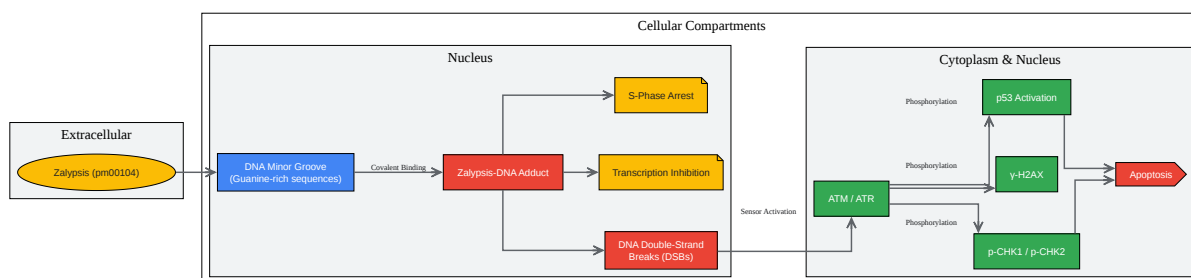 Cellular Compartments
Nucleus
Cytoplasm & Nucleus
Extracellular
Zalypsis (pm00104)
DNA Minor Groove
(Guanine-rich sequences)
Covalent Binding
Zalypsis-DNA Adduct
S-Phase Arrest
Transcription Inhibition
DNA Double-Strand
Breaks (DSBs)
Sensor Activation
ATM / ATR
Phosphorylation
Phosphorylation
Phosphorylation
p53 Activation
γ-H2AX
p-CHK1 / p-CHK2
Apoptosis